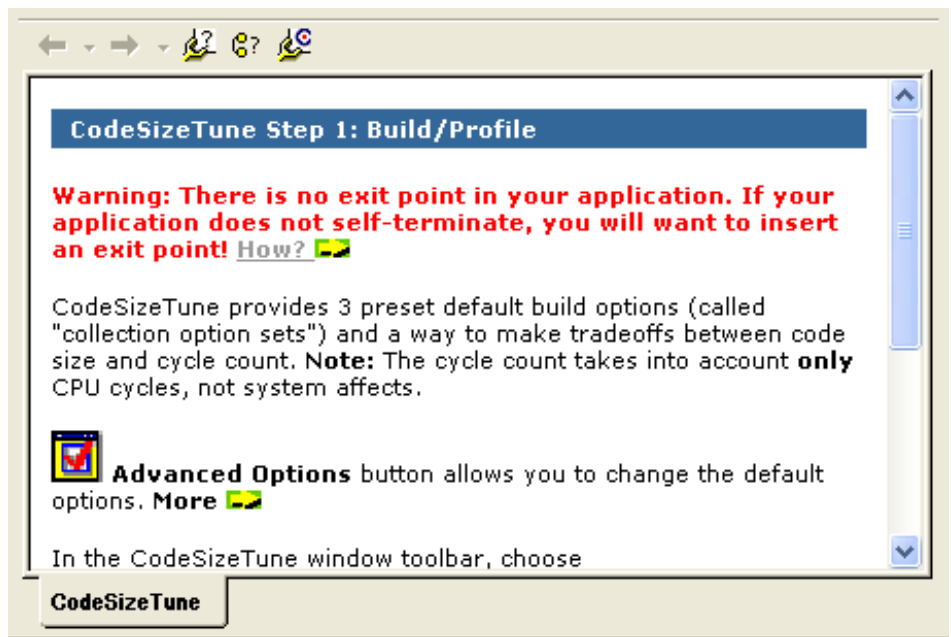 CodeSizeTune Step 1: Build/Profile
Warning: There is no exit point in your application. If your
application does not self-terminate, you will want to insert
an exit point! How?
CodeSizeTune provides 3 preset default build options (called
"collection option sets") and a way to make tradeoffs between code
size and cycle count. Note: The cycle count takes into account only
CPU cycles, not system affects.
Advanced Options button allows you to change the default
options. More
In the CodeSizeTune window toolbar, choose
CodeSizeTune